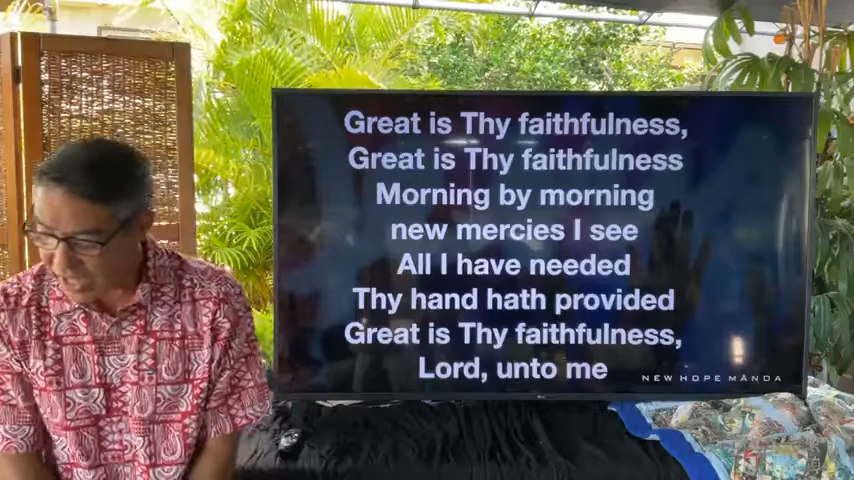 Great is Thy faithfulness,
Great is Thy faithfulness
Morning by morning
new mercies I see
All I have needed
Thy hand hath provided
Great is Thy faithfulness,
Lord, unto me
NEW HOPE MĀNOA